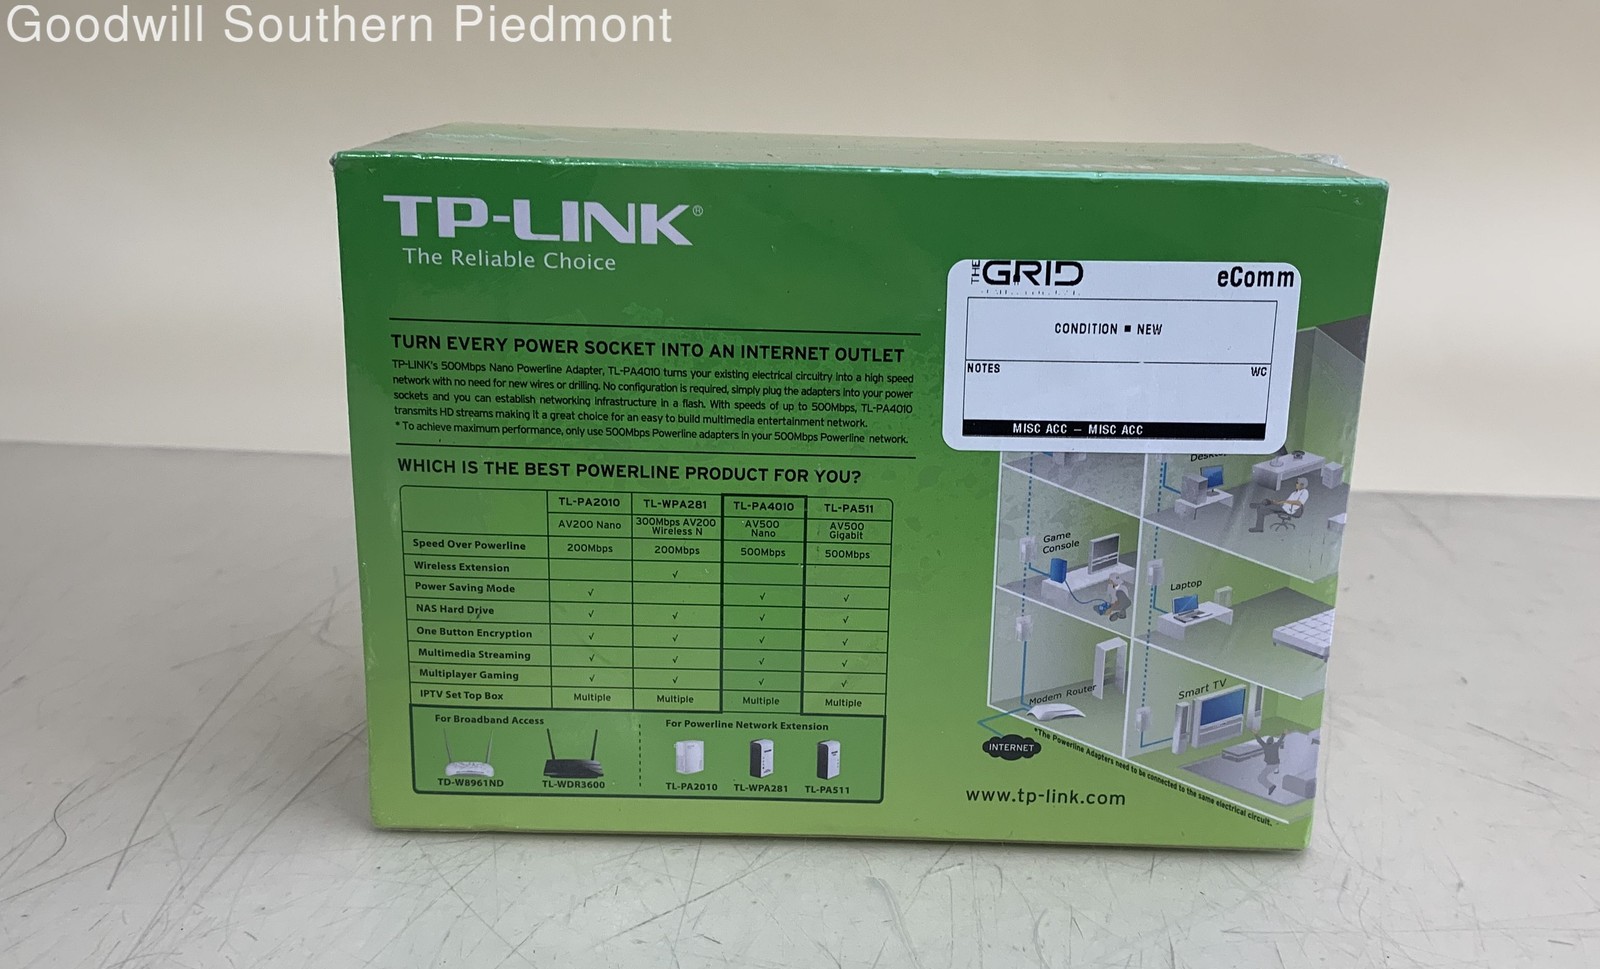 Goodwill Southern Piedmont
TP-LINK®
The Reliable Choice
THE GRID
eComm
CONDITION ▪ NEW
NOTES
WC
MISC ACC – MISC ACC
TURN EVERY POWER SOCKET INTO AN INTERNET OUTLET
TP-LINK's 500Mbps Nano Powerline Adapter, TL-PA4010 turns your existing electrical circuitry into a high speed
network with no need for new wires or drilling. No configuration is required, simply plug the adapters into your power
sockets and you can establish networking infrastructure in a flash. With speeds of up to 500Mbps, TL-PA4010
transmits HD streams making it a great choice for an easy to build multimedia entertainment network.
* To achieve maximum performance, only use 500Mbps Powerline adapters in your 500Mbps Powerline network.
WHICH IS THE BEST POWERLINE PRODUCT FOR YOU?
TL-PA2010 TL-WPA281 TL-PA4010 TL-PA511
AV200 Nano 300Mbps AV200 Wireless N AV500 Nano AV500 Gigabit
Speed Over Powerline 200Mbps 200Mbps 500Mbps 500Mbps
Wireless Extension √
Power Saving Mode √ √ √
NAS Hard Drive √ √ √ √
One Button Encryption √ √ √ √
Multimedia Streaming √ √ √ √
Multiplayer Gaming √ √ √ √
IPTV Set Top Box Multiple Multiple Multiple Multiple
For Broadband Access
TD-W8961ND TL-WDR3600
For Powerline Network Extension
TL-PA2010 TL-WPA281 TL-PA511
Game
Console
Laptop
Modem Router
Smart TV
INTERNET
*The Powerline Adapters need to be connected to the same electrical circuit.
www.tp-link.com